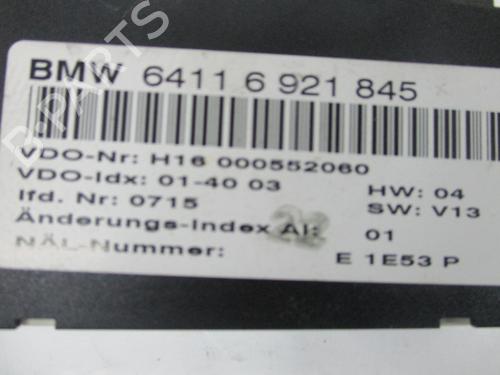 BMW 6411 6 921 845
VDO-Nr: H16 000552060
VDO-Idx: 01-40 03
HW: 04
lfd. Nr: 0715
SW: V13
Änderungs-Index AI: 01
NÄL-Nummer: E 1E53 P
B-PARTS